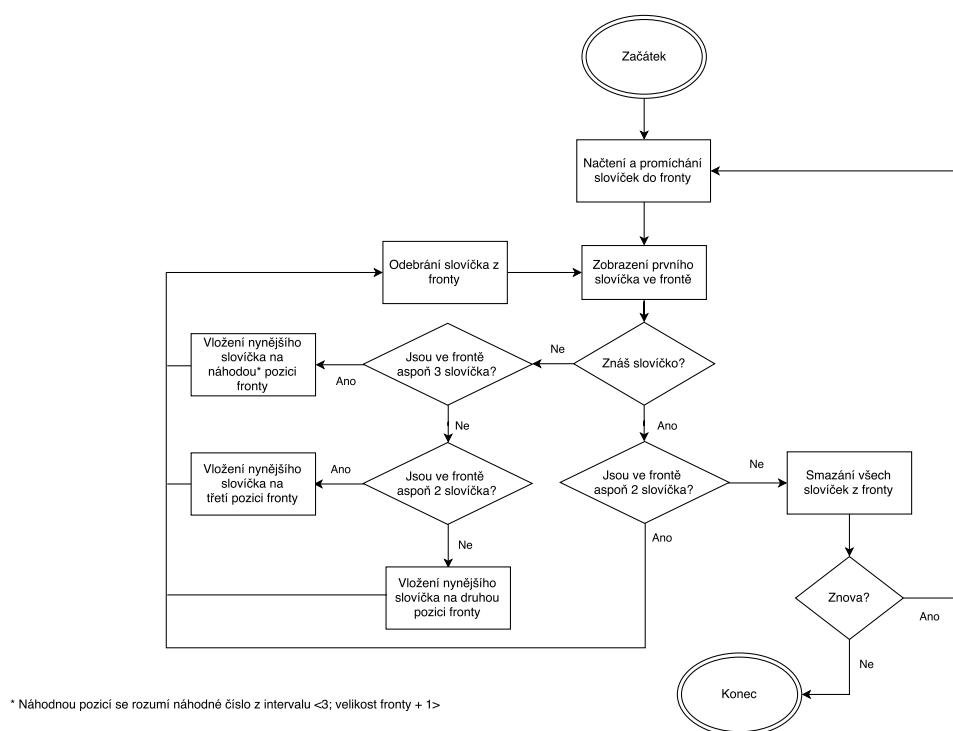 Začátek
Načtení a promíchání
slovíček do fronty
Odebrání slovíčka z
fronty
Zobrazení prvního
slovíčka ve frontě
Vložení nynějšího
slovíčka na
náhodou* pozici
fronty
Ano
Jsou ve frontě
aspoň 3 slovíčka?
Ne
Znáš slovíčko?
Ne
Ano
Vložení nynějšího
slovíčka na
třetí pozici fronty
Ano
Jsou ve frontě
aspoň 2 slovíčka?
Jsou ve frontě
aspoň 2 slovíčka?
Ne
Smazání všech
slovíček z fronty
Ne
Ano
Vložení nynějšího
slovíčka na druhou
pozici fronty
Znova?
Ano
Ne
Konec
* Náhodnou pozicí se rozumí náhodné číslo z intervalu <3; velikost fronty + 1>